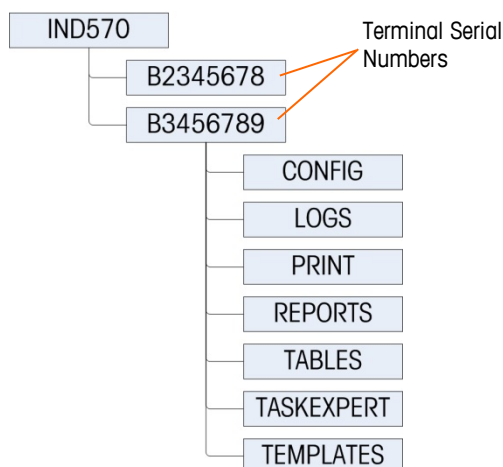 IND570
Terminal Serial
Numbers
B2345678
B3456789
CONFIG
LOGS
PRINT
REPORTS
TABLES
TASKEXPERT
TEMPLATES